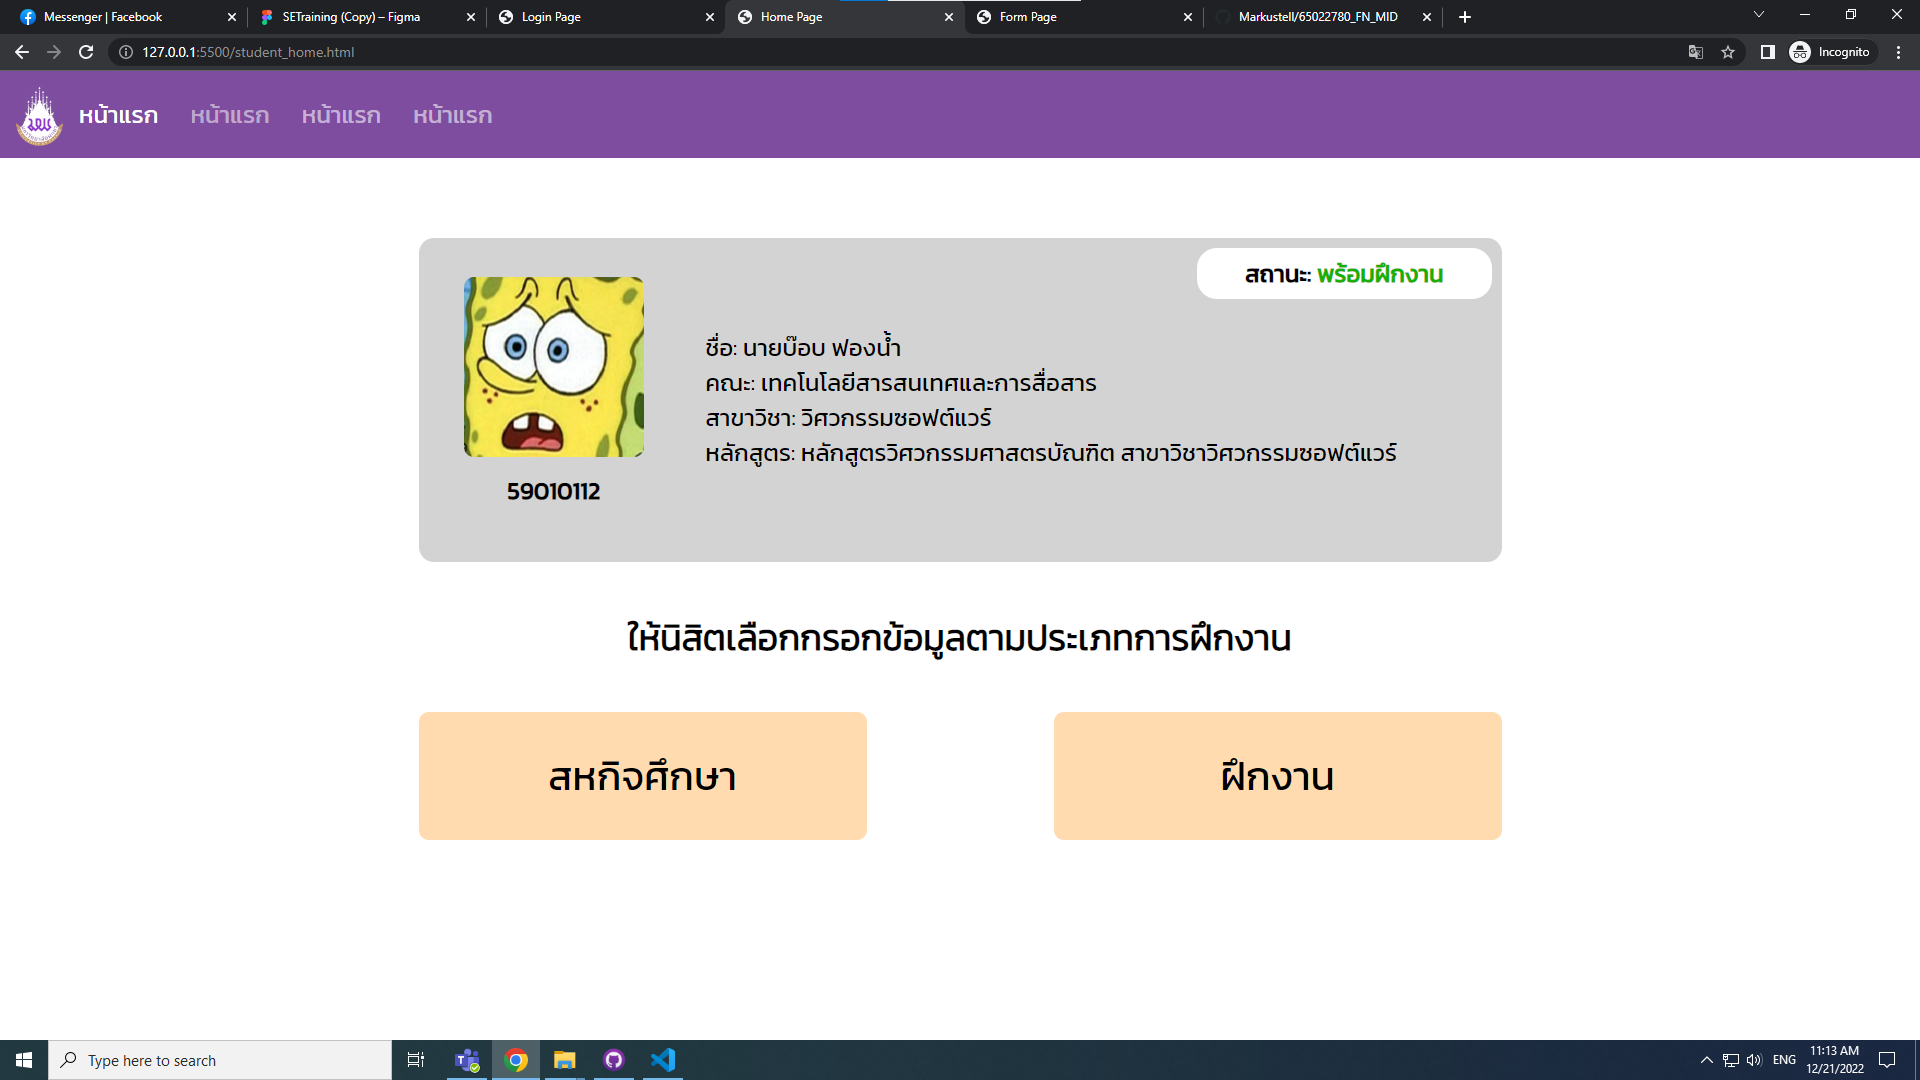 Messenger | Facebook
SETraining (Copy) – Figma
Login Page
Home Page
Form Page
Markustell/65022780_FN_MID
127.0.0.1:5500/student_home.html
Incognito
หน้าแรก หน้าแรก หน้าแรก หน้าแรก
สถานะ: พร้อมฝึกงาน
ชื่อ: นายบ๊อบ ฟองน้ำ
คณะ: เทคโนโลยีสารสนเทศและการสื่อสาร
สาขาวิชา: วิศวกรรมซอฟต์แวร์
หลักสูตร: หลักสูตรวิศวกรรมศาสตรบัณฑิต สาขาวิชาวิศวกรรมซอฟต์แวร์
59010112
ให้นิสิตเลือกกรอกข้อมูลตามประเภทการฝึกงาน
สหกิจศึกษา
ฝึกงาน
Type here to search
ENG
11:13 AM
12/21/2022